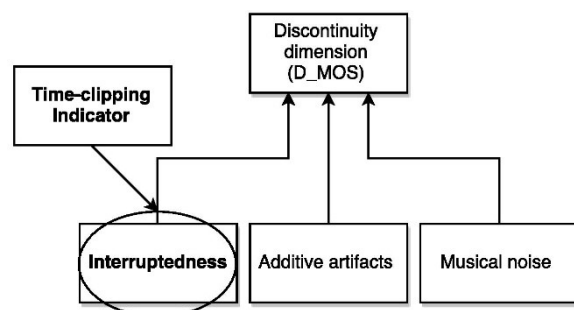 Discontinuity
dimension
(D_MOS)
Time-clipping
Indicator
Interruptedness
Additive artifacts
Musical noise